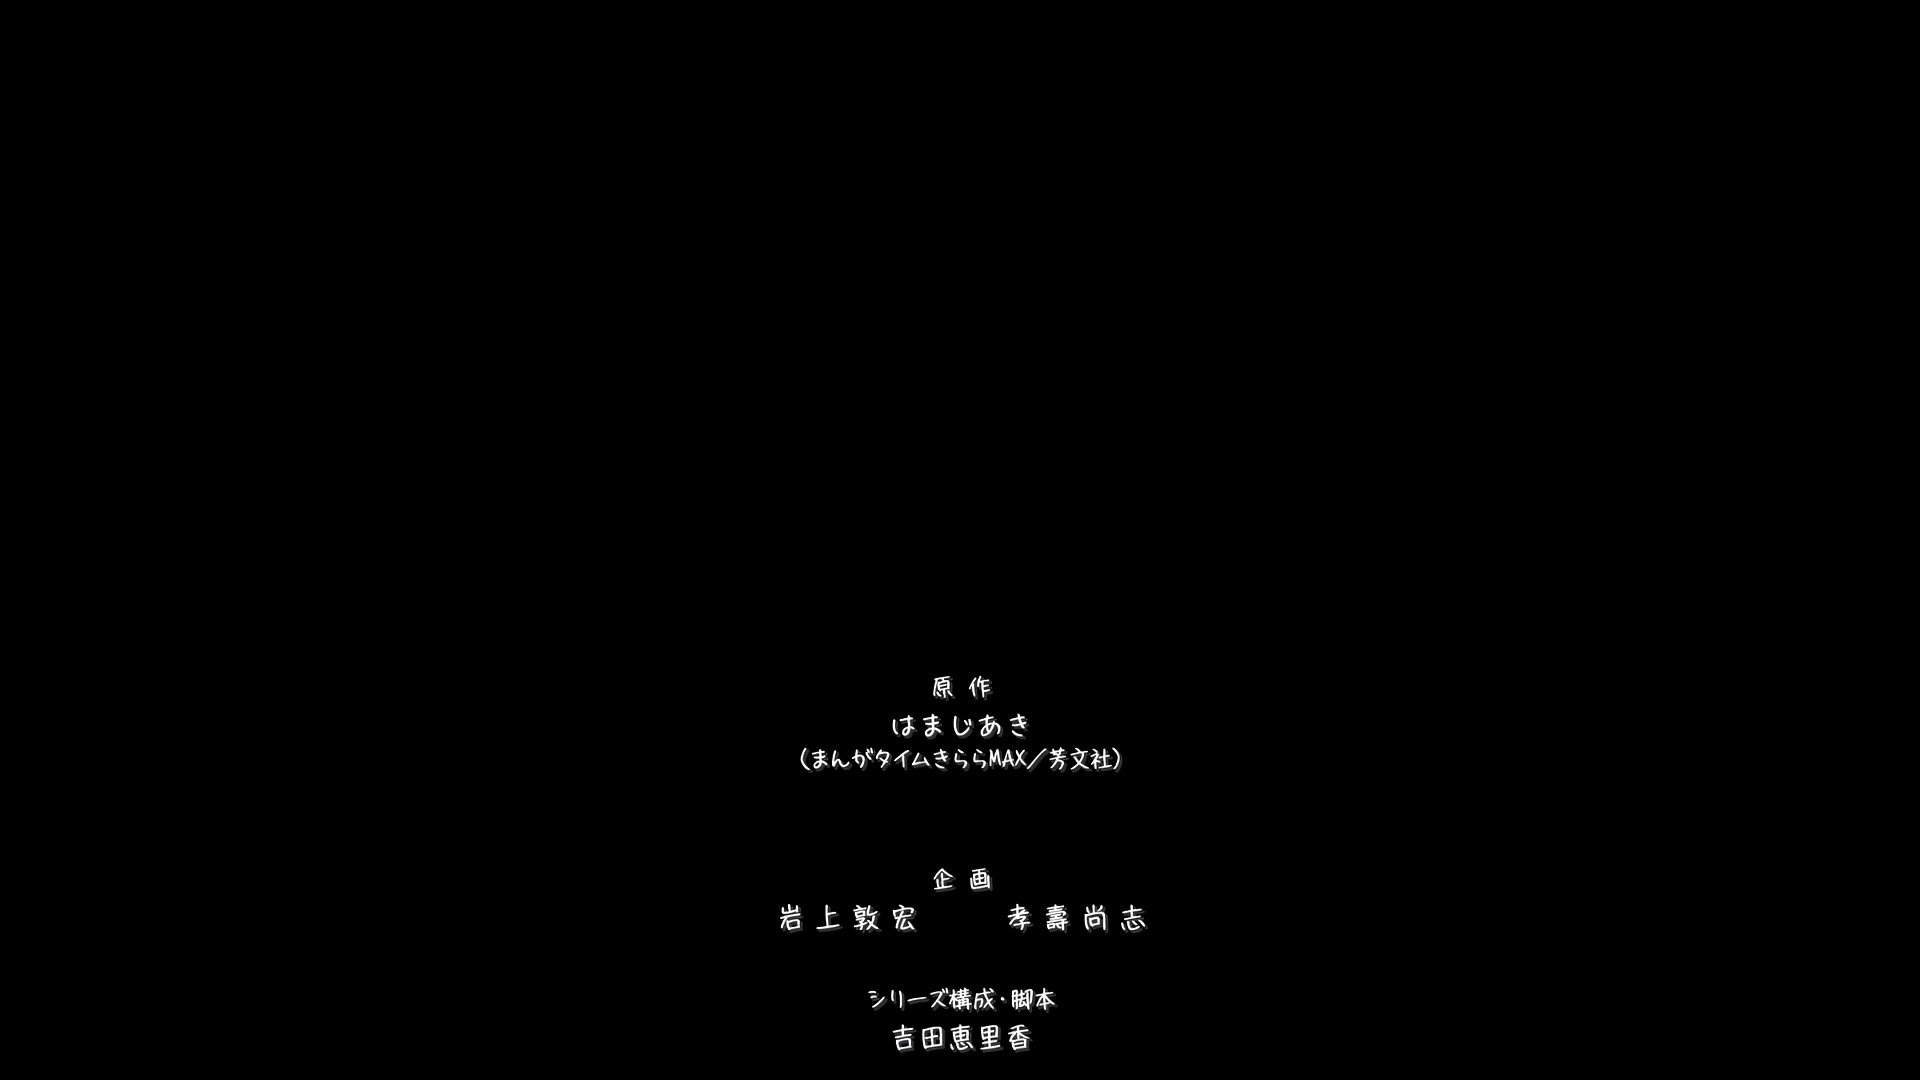 原 作
はまじあき
(まんがタイムきららMAX／芳文社)
企 画
岩 上 敦 宏　　孝 壽 尚 志
シリーズ構成・脚本
吉田恵里香